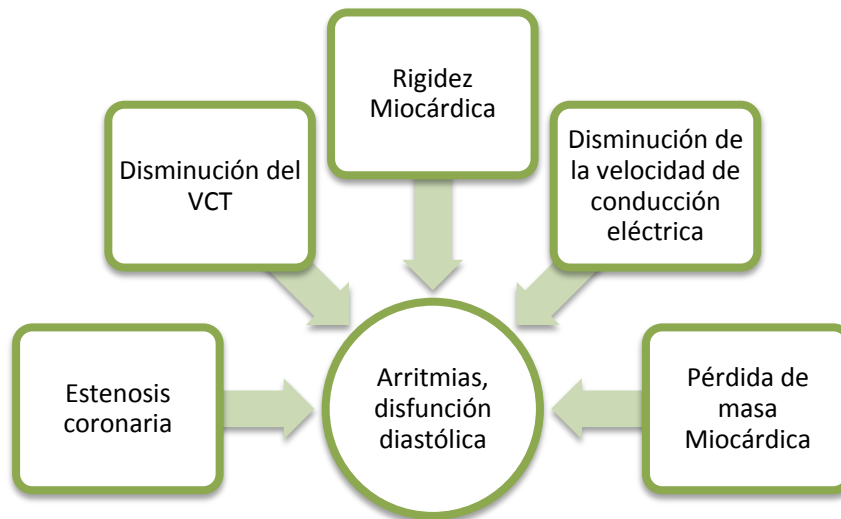 Rigidez
Miocárdica
Disminución del
VCT
Disminución de
la velocidad de
conducción
eléctrica
Estenosis
coronaria
Arritmias,
disfunción
diastólica
Pérdida de
masa
Miocárdica